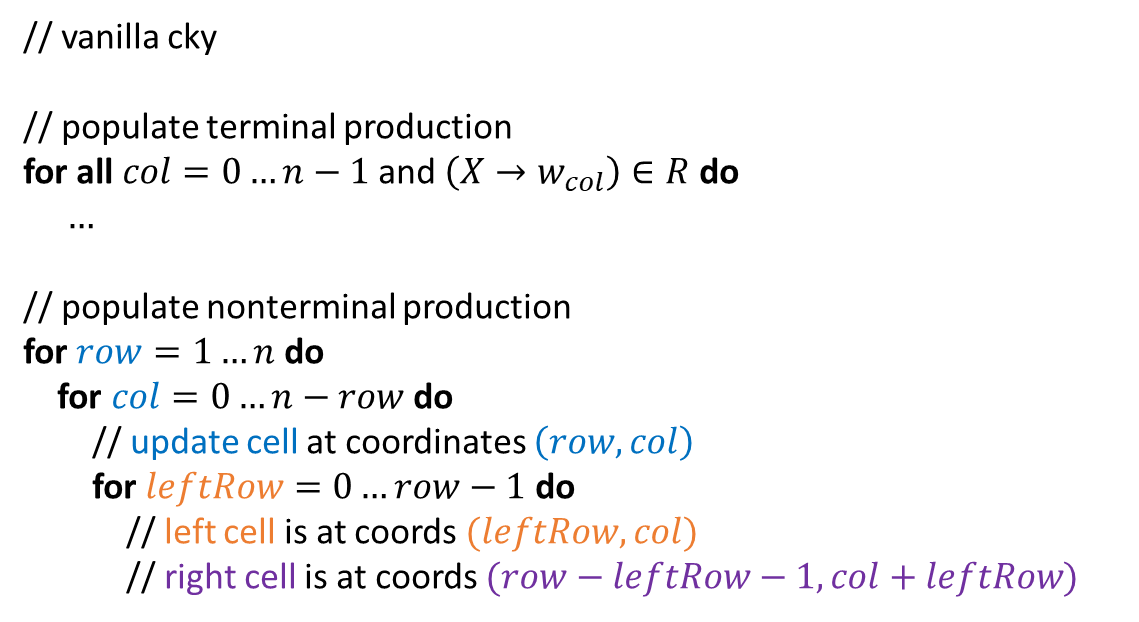 // vanilla cky
// populate terminal production
for all col = 0 … n − 1 and (X → w_col) ∈ R do
…
// populate nonterminal production
for row = 1 … n do
for col = 0 … n − row do
// update cell at coordinates (row, col)
for leftRow = 0 … row − 1 do
// left cell is at coords (leftRow, col)
// right cell is at coords (row − leftRow − 1, col + leftRow)